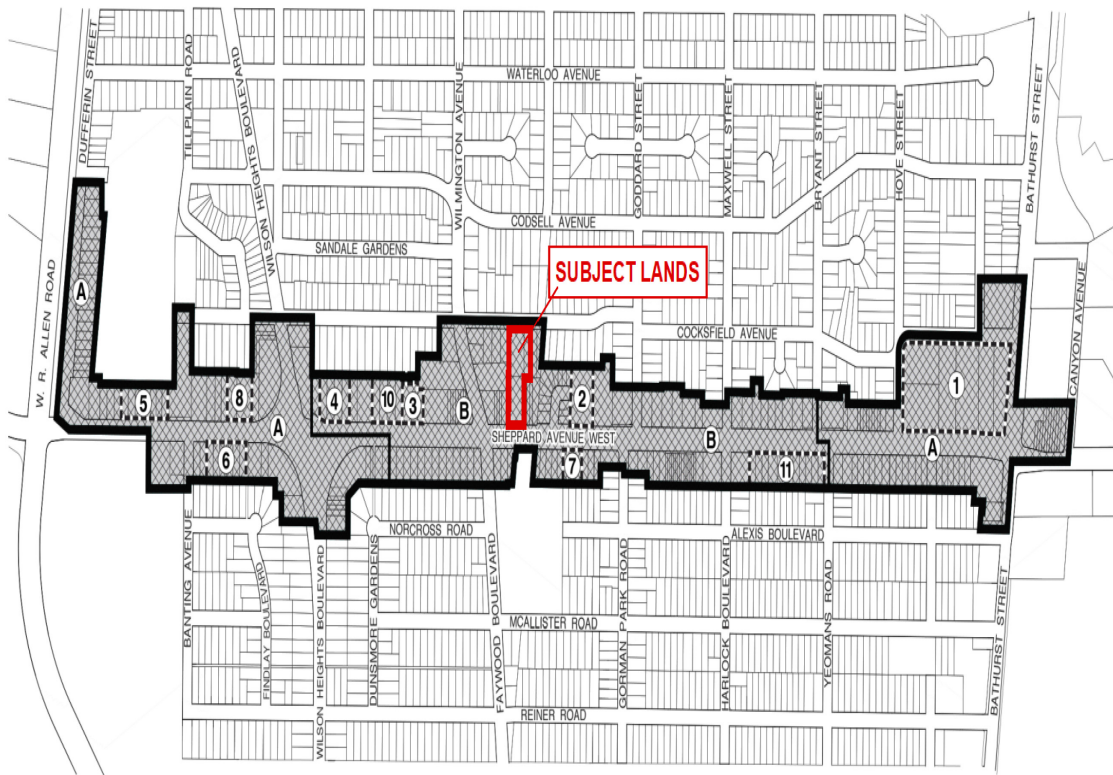 DUFFERIN STREET
TILLPLAIN ROAD
WILSON HEIGHTS BOULEVARD
WILMINGTON AVENUE
WATERLOO AVENUE
GODDARD STREET
MAXWELL STREET
BRYANT STREET
HOVE STREET
BATHURST STREET
CODSELL AVENUE
SANDALE GARDENS
SUBJECT LANDS
COCKSFIELD AVENUE
CANYON AVENUE
W. R. ALLEN ROAD
A
5
8
A
6
4
10
3
B
2
SHEPPARD AVENUE WEST
7
B
11
1
A
NORCROSS ROAD
ALEXIS BOULEVARD
BANTING AVENUE
FINDLAY BOULEVARD
WILSON HEIGHTS BOULEVARD
DUNSMORE GARDENS
FAYWOOD BOULEVARD
MCALLISTER ROAD
GORMAN PARK ROAD
HARLOCK BOULEVARD
YEOMANS ROAD
BATHURST STREET
REINER ROAD